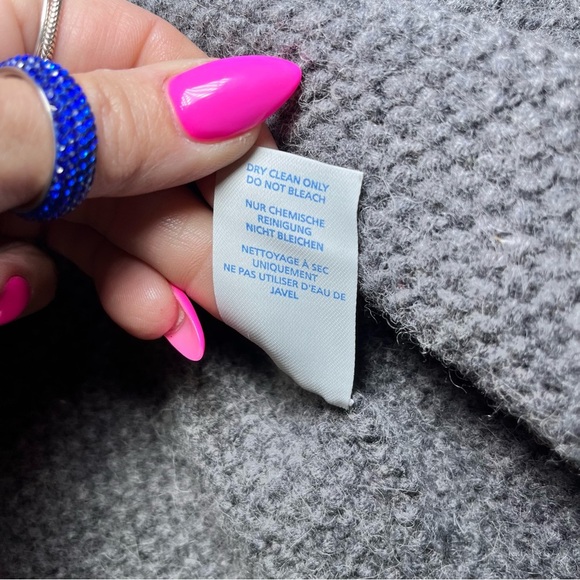 DRY CLEAN ONLY
DO NOT BLEACH
NUR CHEMISCHE
REINIGUNG
NICHT BLEICHEN
NETTOYAGE À SEC
UNIQUEMENT
NE PAS UTILISER D'EAU DE
JAVEL